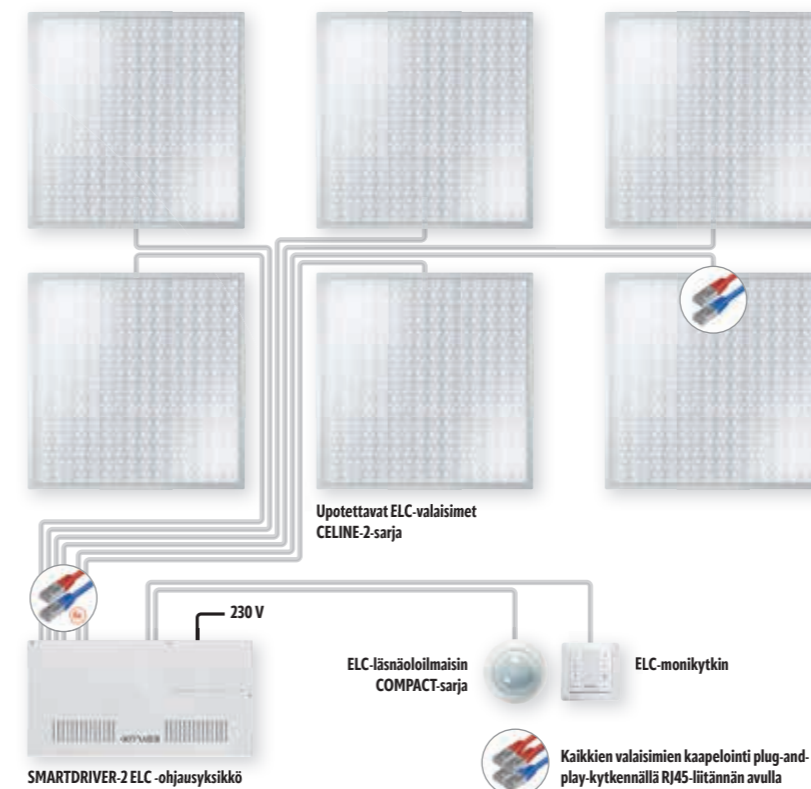 Upotettavat ELC-valaisimet
CELINE-2-sarja
230 V
ELC-läsnäoloilmaisin
COMPACT-sarja
ELC-monikytkin
SMARTDRIVER-2 ELC -ohjausyksikkö
Kaikkien valaisimien kaapelointi plug-and-
play-kytkennällä RJ45-liitännän avulla